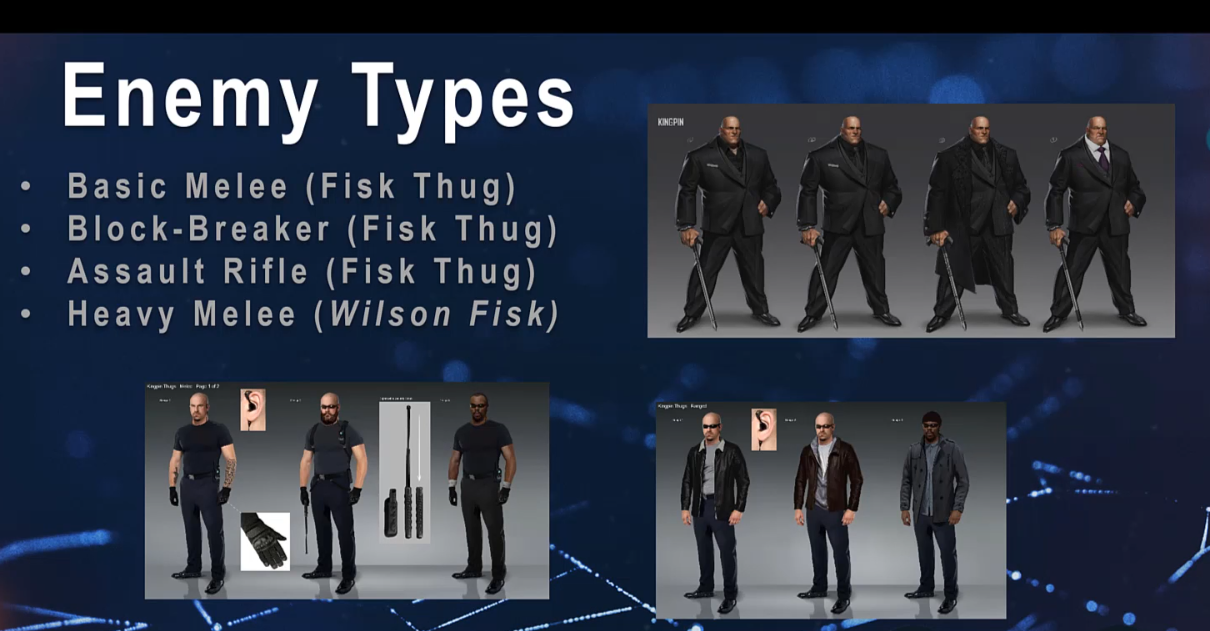 Enemy Types
• Basic Melee (Fisk Thug)
• Block-Breaker (Fisk Thug)
• Assault Rifle (Fisk Thug)
• Heavy Melee (Wilson Fisk)
KINGPIN
Kingpin Thugs Melee Page 1 of 2
Kingpin Thugs Ranged